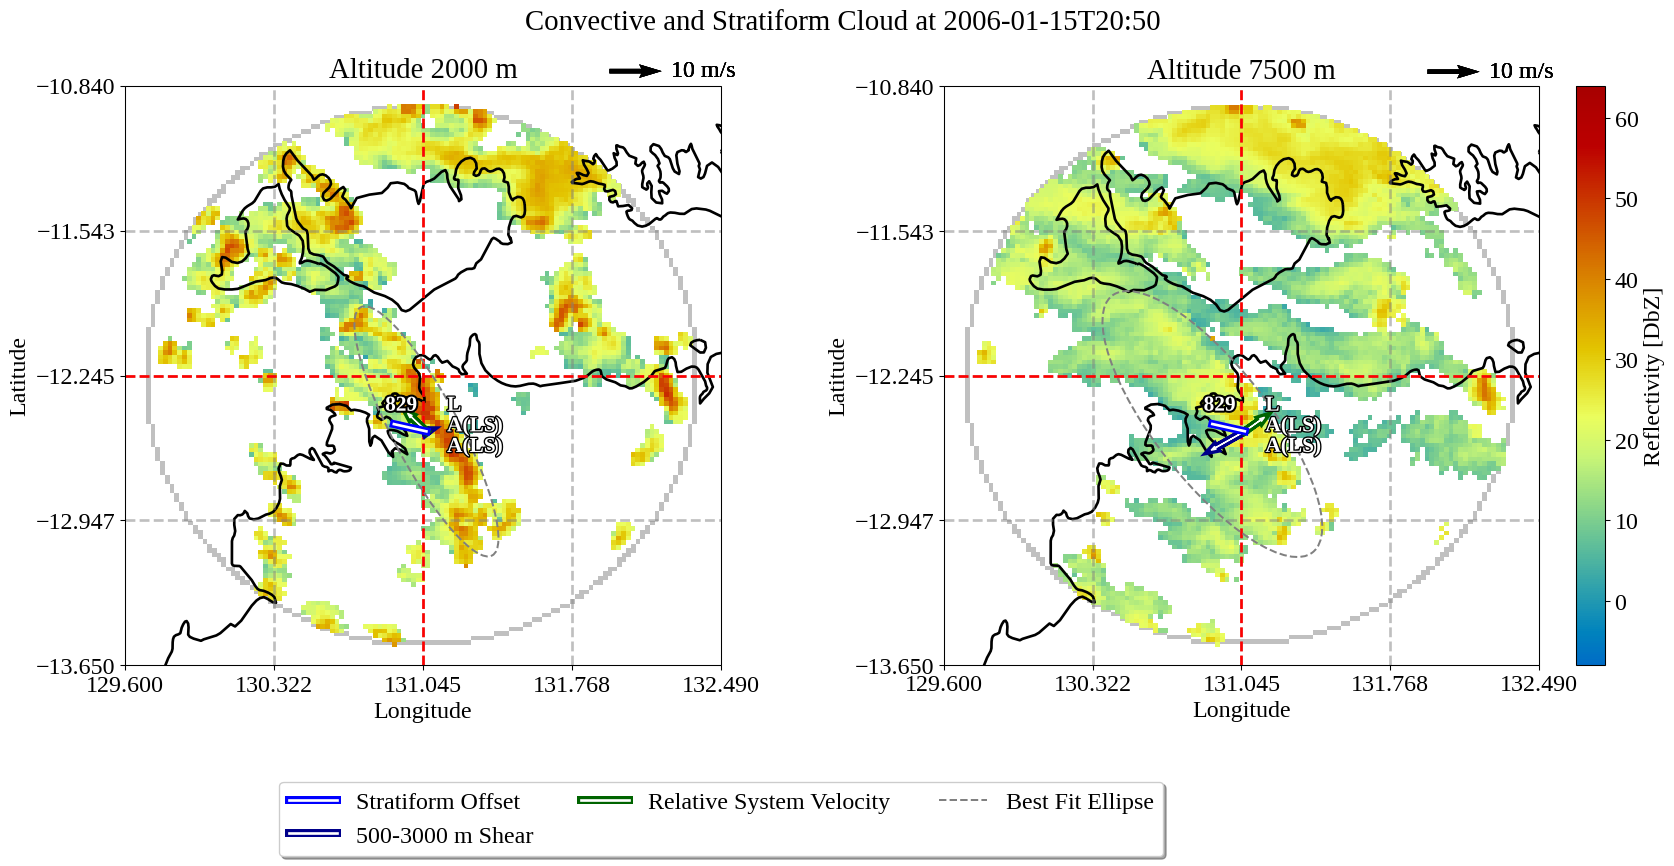 Convective and Stratiform Cloud at 2006-01-15T20:50
Altitude 2000 m
10 m/s
−10.840
−11.543
−12.245
−12.947
−13.650
Latitude
829
L
A(LS)
A(LS)
129.600
130.322
131.045
131.768
132.490
Longitude
Altitude 7500 m
10 m/s
−10.840
−11.543
−12.245
−12.947
−13.650
Latitude
829
L
A(LS)
A(LS)
129.600
130.322
131.045
131.768
132.490
Longitude
60
50
40
30
20
10
0
Reflectivity [DbZ]
Stratiform Offset
Relative System Velocity
Best Fit Ellipse
500-3000 m Shear